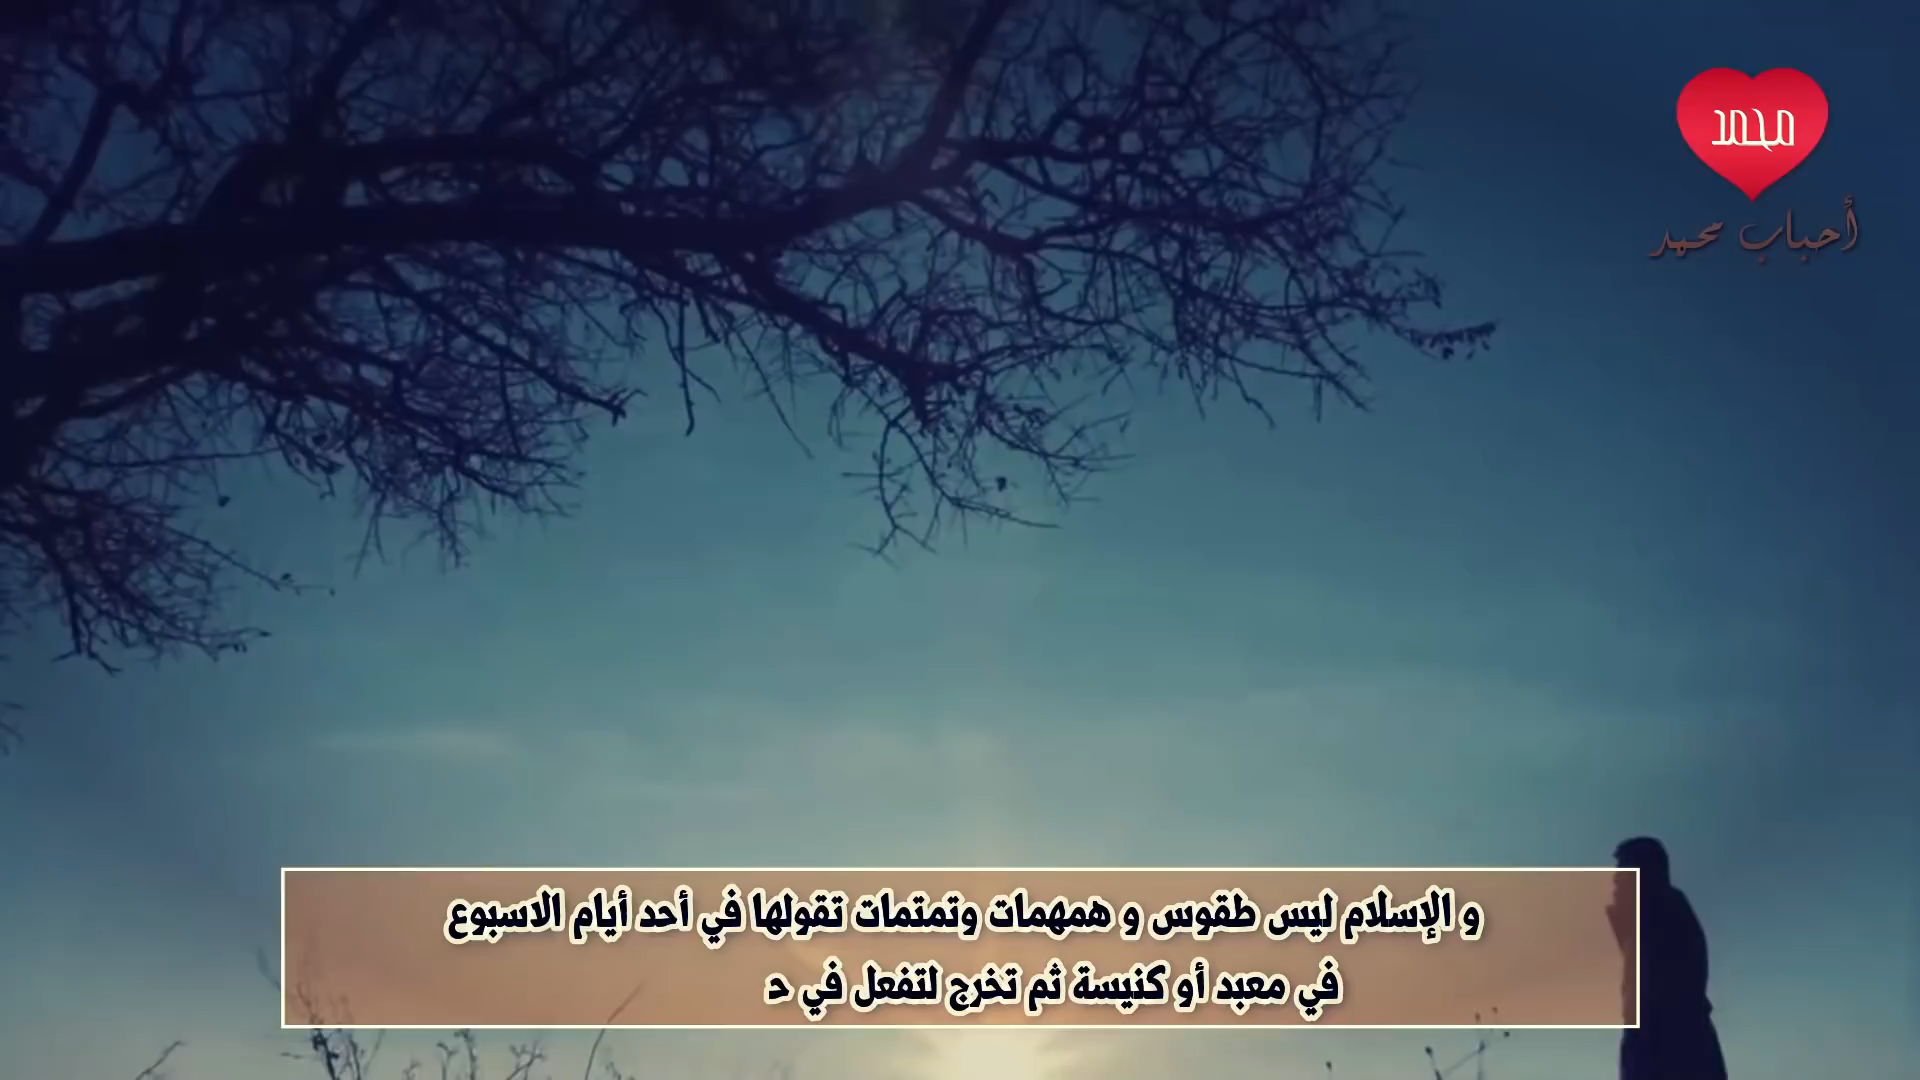 محمد
أحباب محمد
و الإسلام ليس طقوس و همهمات وتمتمات تقولها في أحد أيام الاسبوع
في معبد أو كنيسة ثم تخرج لتفعل في ح